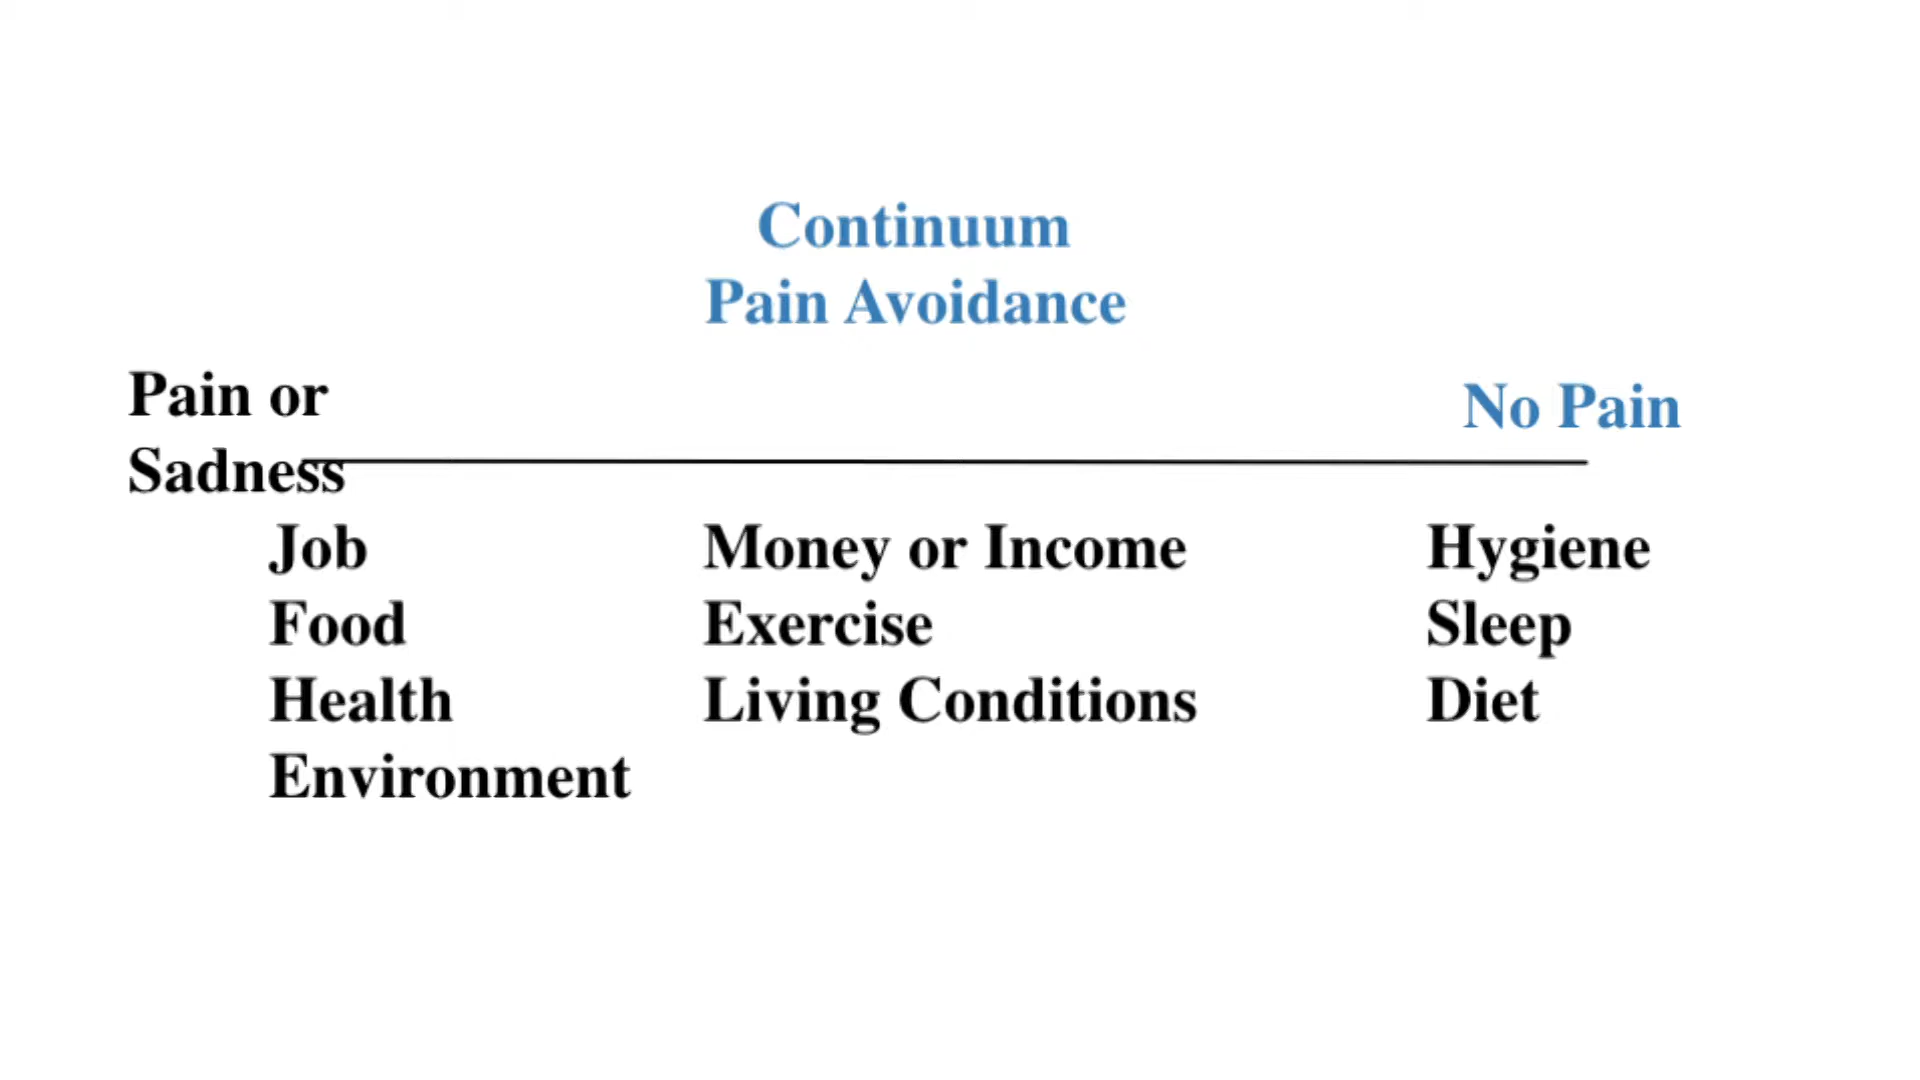 Continuum
Pain Avoidance
Pain or
Sadness
No Pain
Job
Food
Health
Environment
Money or Income
Exercise
Living Conditions
Hygiene
Sleep
Diet